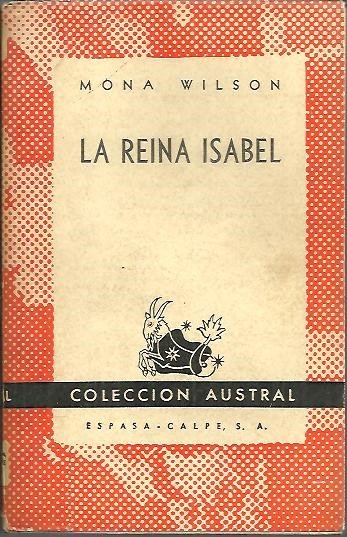 MONA WILSON
LA REINA ISABEL
COLECCION AUSTRAL
ESPASA-CALPE, S. A.